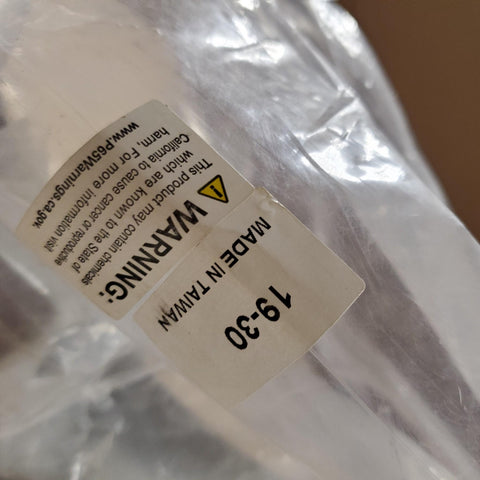 WARNING:
This product may contain chemicals
which are known to the State of
California to cause cancer or reproductive
harm, For more information visit
www.P65Warnings.ca.gov.
MADE IN TAIWAN
19-30